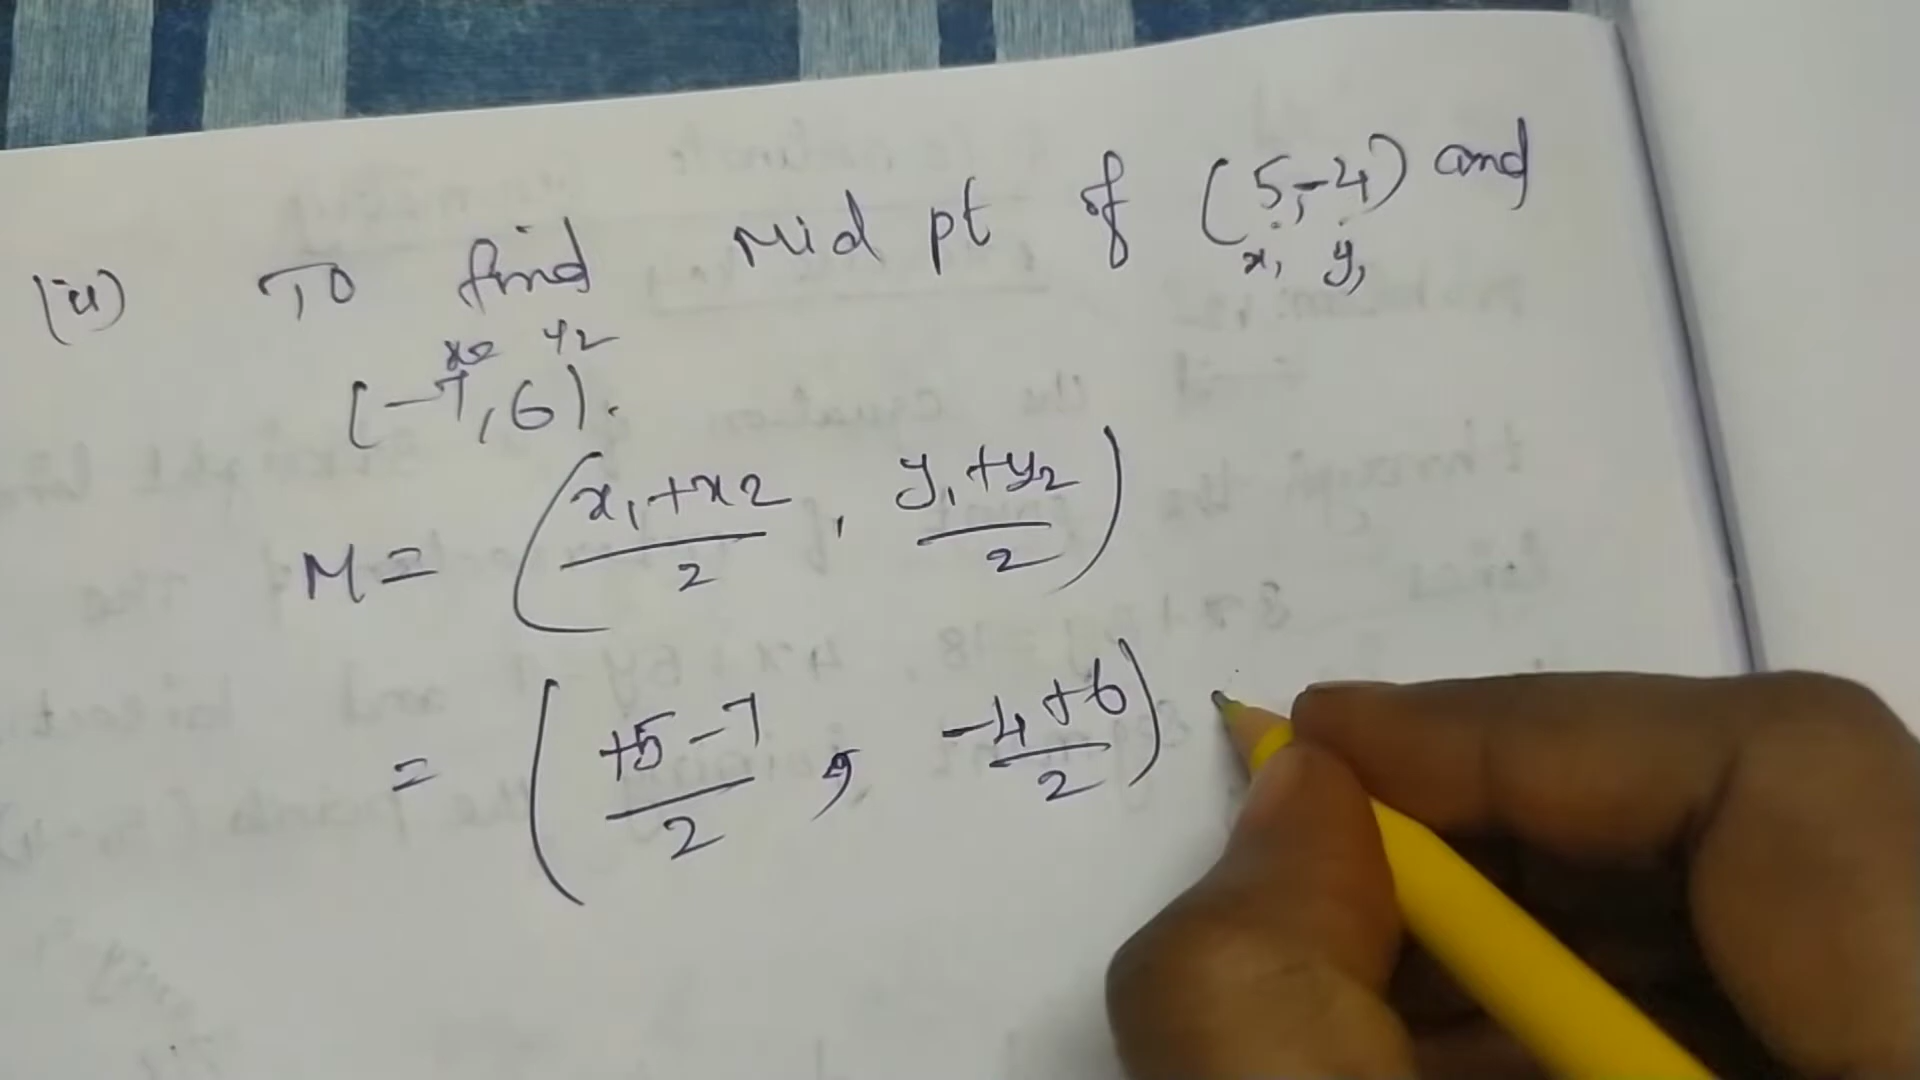 (ii) To find Mid pt of (5,-4) and
x₁ y₁
x₂ y₂
(-7,6).
M = (x₁+x₂/2, y₁+y₂/2)
= (+5-7/2, -4+6/2)